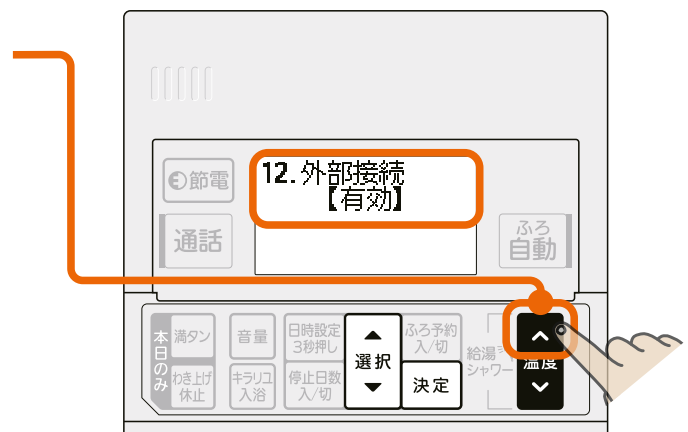 節電
12.外部接続
【有効】
通話
ふろ
自動
本日のみ
満タン
わき上げ
休止
音量
キラリユ
入浴
日時設定
3秒押し
停止日数
入/切
選択
ふろ予約
入/切
決定
給湯
シャワー
温度